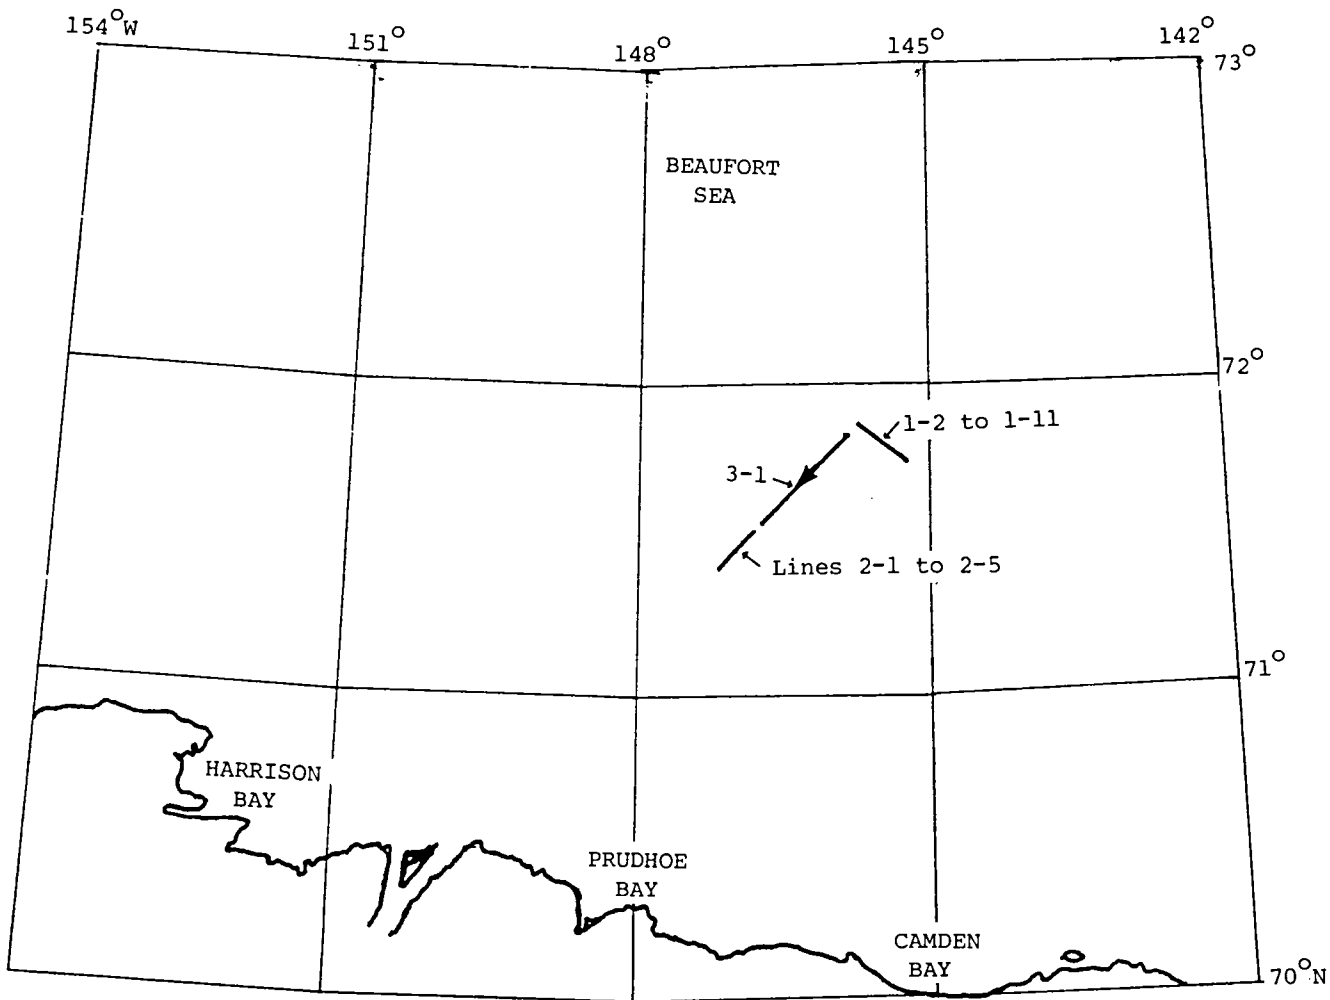 154°W
151°
148°
145°
142°
73°
BEAUFORT
SEA
72°
1-2 to 1-11
3-1
Lines 2-1 to 2-5
71°
HARRISON
BAY
PRUDHOE
BAY
CAMDEN
BAY
70°N